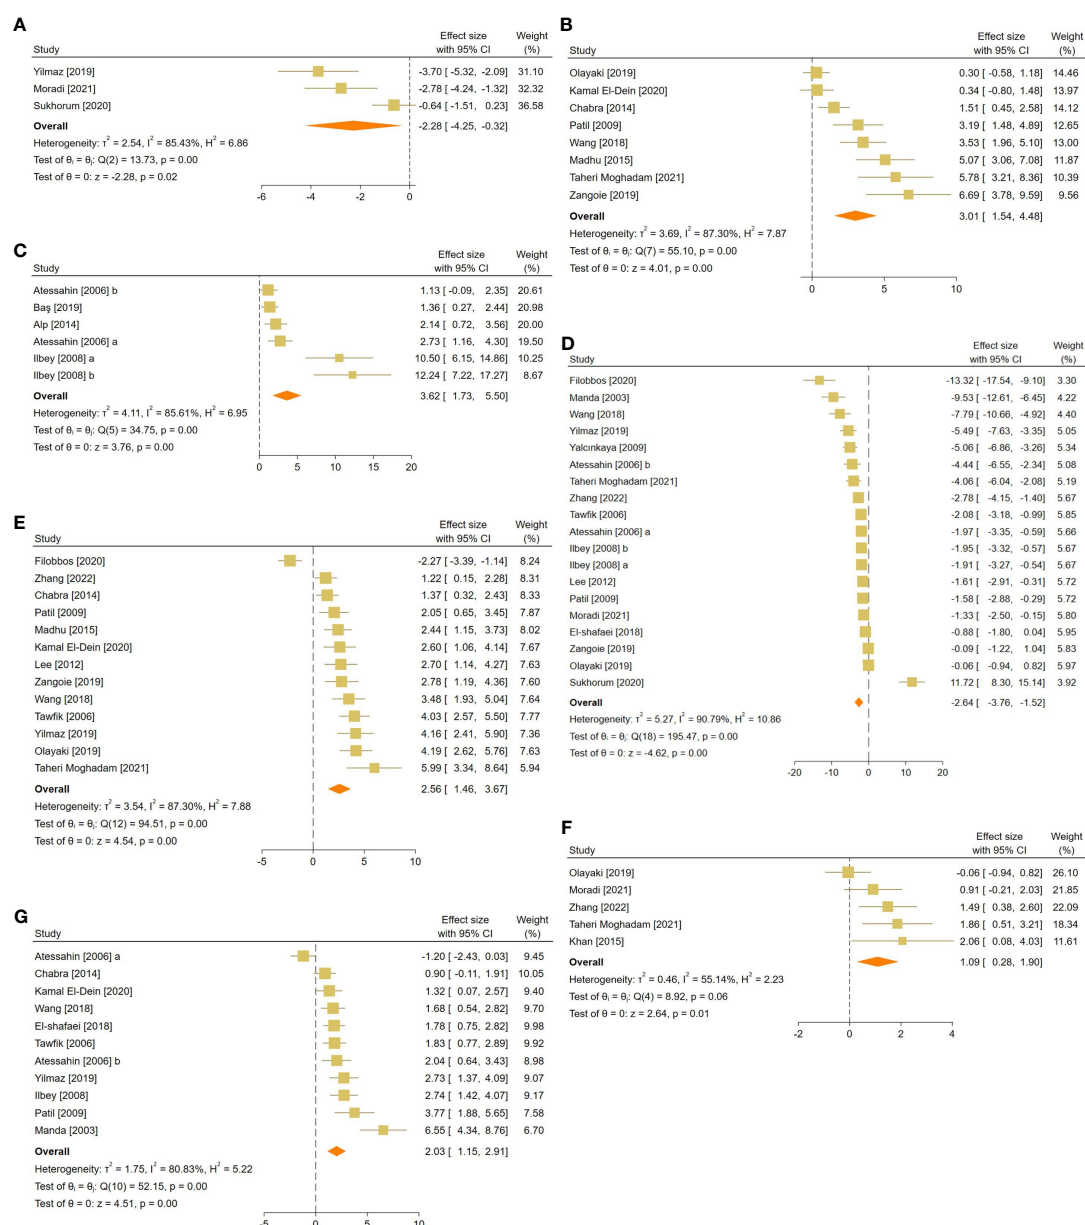 A
Effect size Weight
Study with 95% CI (%)
Yilmaz [2019] -3.70 [ -5.32, -2.09] 31.10
Moradi [2021] -2.78 [ -4.24, -1.32] 32.32
Sukhorum [2020] -0.64 [ -1.51, 0.23] 36.58
Overall -2.28 [ -4.25, -0.32]
Heterogeneity: τ² = 2.54, I² = 85.43%, H² = 6.86
Test of θᵢ = θⱼ: Q(2) = 13.73, p = 0.00
Test of θ = 0: z = -2.28, p = 0.02
-6 -4 -2 0
B
Effect size Weight
Study with 95% CI (%)
Olayaki [2019] 0.30 [ -0.58, 1.18] 14.46
Kamal El-Dein [2020] 0.34 [ -0.80, 1.48] 13.97
Chabra [2014] 1.51 [ 0.45, 2.58] 14.12
Patil [2009] 3.19 [ 1.48, 4.89] 12.65
Wang [2018] 3.53 [ 1.96, 5.10] 13.00
Madhu [2015] 5.07 [ 3.06, 7.08] 11.87
Taheri Moghadam [2021] 5.78 [ 3.21, 8.36] 10.39
Zangoie [2019] 6.69 [ 3.78, 9.59] 9.56
Overall 3.01 [ 1.54, 4.48]
Heterogeneity: τ² = 3.69, I² = 87.30%, H² = 7.87
Test of θᵢ = θⱼ: Q(7) = 55.10, p = 0.00
Test of θ = 0: z = 4.01, p = 0.00
0 5 10
C
Effect size Weight
Study with 95% CI (%)
Atessahin [2006] b 1.13 [ -0.09, 2.35] 20.61
Baş [2019] 1.36 [ 0.27, 2.44] 20.98
Alp [2014] 2.14 [ 0.72, 3.56] 20.00
Atessahin [2006] a 2.73 [ 1.16, 4.30] 19.50
Ilbey [2008] a 10.50 [ 6.15, 14.86] 10.25
Ilbey [2008] b 12.24 [ 7.22, 17.27] 8.67
Overall 3.62 [ 1.73, 5.50]
Heterogeneity: τ² = 4.11, I² = 85.61%, H² = 6.95
Test of θᵢ = θⱼ: Q(5) = 34.75, p = 0.00
Test of θ = 0: z = 3.76, p = 0.00
0 5 10 15 20
D
Effect size Weight
Study with 95% CI (%)
Filobbos [2020] -13.32 [ -17.54, -9.10] 3.30
Manda [2003] -9.53 [ -12.61, -6.45] 4.22
Wang [2018] -7.79 [ -10.66, -4.92] 4.40
Yilmaz [2019] -5.49 [ -7.63, -3.35] 5.05
Yalcınkaya [2009] -5.06 [ -6.86, -3.26] 5.34
Atessahin [2006] b -4.44 [ -6.55, -2.34] 5.08
Taheri Moghadam [2021] -4.06 [ -6.04, -2.08] 5.19
Zhang [2022] -2.78 [ -4.15, -1.40] 5.67
Tawfik [2006] -2.08 [ -3.18, -0.99] 5.85
Atessahin [2006] a -1.97 [ -3.35, -0.59] 5.66
Ilbey [2008] b -1.95 [ -3.32, -0.57] 5.67
Ilbey [2008] a -1.91 [ -3.27, -0.54] 5.67
Lee [2012] -1.61 [ -2.91, -0.31] 5.72
Patil [2009] -1.58 [ -2.88, -0.29] 5.72
Moradi [2021] -1.33 [ -2.50, -0.15] 5.80
El-shafaei [2018] -0.88 [ -1.80, 0.04] 5.95
Zangoie [2019] -0.09 [ -1.22, 1.04] 5.83
Olayaki [2019] -0.06 [ -0.94, 0.82] 5.97
Sukhorum [2020] 11.72 [ 8.30, 15.14] 3.92
Overall -2.64 [ -3.76, -1.52]
Heterogeneity: τ² = 5.27, I² = 90.79%, H² = 10.86
Test of θᵢ = θⱼ: Q(18) = 195.47, p = 0.00
Test of θ = 0: z = -4.62, p = 0.00
-20 -10 0 10 20
E
Effect size Weight
Study with 95% CI (%)
Filobbos [2020] -2.27 [ -3.39, -1.14] 8.24
Zhang [2022] 1.22 [ 0.15, 2.28] 8.31
Chabra [2014] 1.37 [ 0.32, 2.43] 8.33
Patil [2009] 2.05 [ 0.65, 3.45] 7.87
Madhu [2015] 2.44 [ 1.15, 3.73] 8.02
Kamal El-Dein [2020] 2.60 [ 1.06, 4.14] 7.67
Lee [2012] 2.70 [ 1.14, 4.27] 7.63
Zangoie [2019] 2.78 [ 1.19, 4.36] 7.60
Wang [2018] 3.48 [ 1.93, 5.04] 7.64
Tawfik [2006] 4.03 [ 2.57, 5.50] 7.77
Yilmaz [2019] 4.16 [ 2.41, 5.90] 7.36
Olayaki [2019] 4.19 [ 2.62, 5.76] 7.63
Taheri Moghadam [2021] 5.99 [ 3.34, 8.64] 5.94
Overall 2.56 [ 1.46, 3.67]
Heterogeneity: τ² = 3.54, I² = 87.30%, H² = 7.88
Test of θᵢ = θⱼ: Q(12) = 94.51, p = 0.00
Test of θ = 0: z = 4.54, p = 0.00
-5 0 5 10
F
Effect size Weight
Study with 95% CI (%)
Olayaki [2019] -0.06 [ -0.94, 0.82] 26.10
Moradi [2021] 0.91 [ -0.21, 2.03] 21.85
Zhang [2022] 1.49 [ 0.38, 2.60] 22.09
Taheri Moghadam [2021] 1.86 [ 0.51, 3.21] 18.34
Khan [2015] 2.06 [ 0.08, 4.03] 11.61
Overall 1.09 [ 0.28, 1.90]
Heterogeneity: τ² = 0.46, I² = 55.14%, H² = 2.23
Test of θᵢ = θⱼ: Q(4) = 8.92, p = 0.06
Test of θ = 0: z = 2.64, p = 0.01
-2 0 2 4
G
Effect size Weight
Study with 95% CI (%)
Atessahin [2006] a -1.20 [ -2.43, 0.03] 9.45
Chabra [2014] 0.90 [ -0.11, 1.91] 10.05
Kamal El-Dein [2020] 1.32 [ 0.07, 2.57] 9.40
Wang [2018] 1.68 [ 0.54, 2.82] 9.70
El-shafaei [2018] 1.78 [ 0.75, 2.82] 9.98
Tawfik [2006] 1.83 [ 0.77, 2.89] 9.92
Atessahin [2006] b 2.04 [ 0.64, 3.43] 8.98
Yilmaz [2019] 2.73 [ 1.37, 4.09] 9.07
Ilbey [2008] 2.74 [ 1.42, 4.07] 9.17
Patil [2009] 3.77 [ 1.88, 5.65] 7.58
Manda [2003] 6.55 [ 4.34, 8.76] 6.70
Overall 2.03 [ 1.15, 2.91]
Heterogeneity: τ² = 1.75, I² = 80.83%, H² = 5.22
Test of θᵢ = θⱼ: Q(10) = 52.15, p = 0.00
Test of θ = 0: z = 4.51, p = 0.00
-5 0 5 10